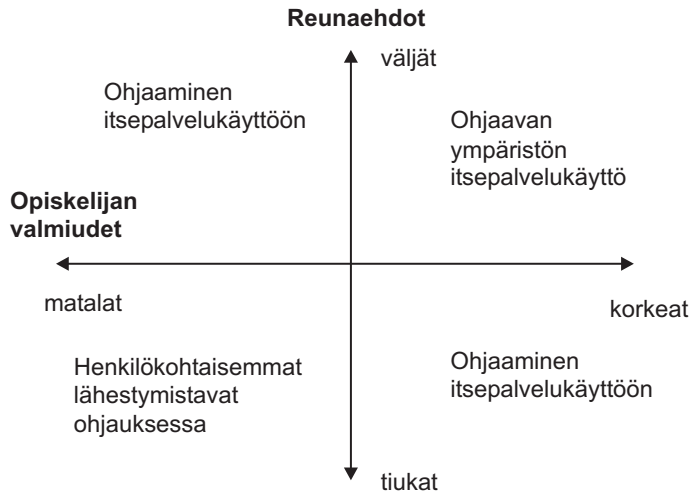 Reunaehdot
väljät
Ohjaaminen
itsepalvelukäyttöön
Ohjaavan
ympäristön
itsepalvelukäyttö
Opiskelijan
valmiudet
matalat
korkeat
Henkilökohtaisemmat
lähestymistavat
ohjauksessa
Ohjaaminen
itsepalvelukäyttöön
tiukat